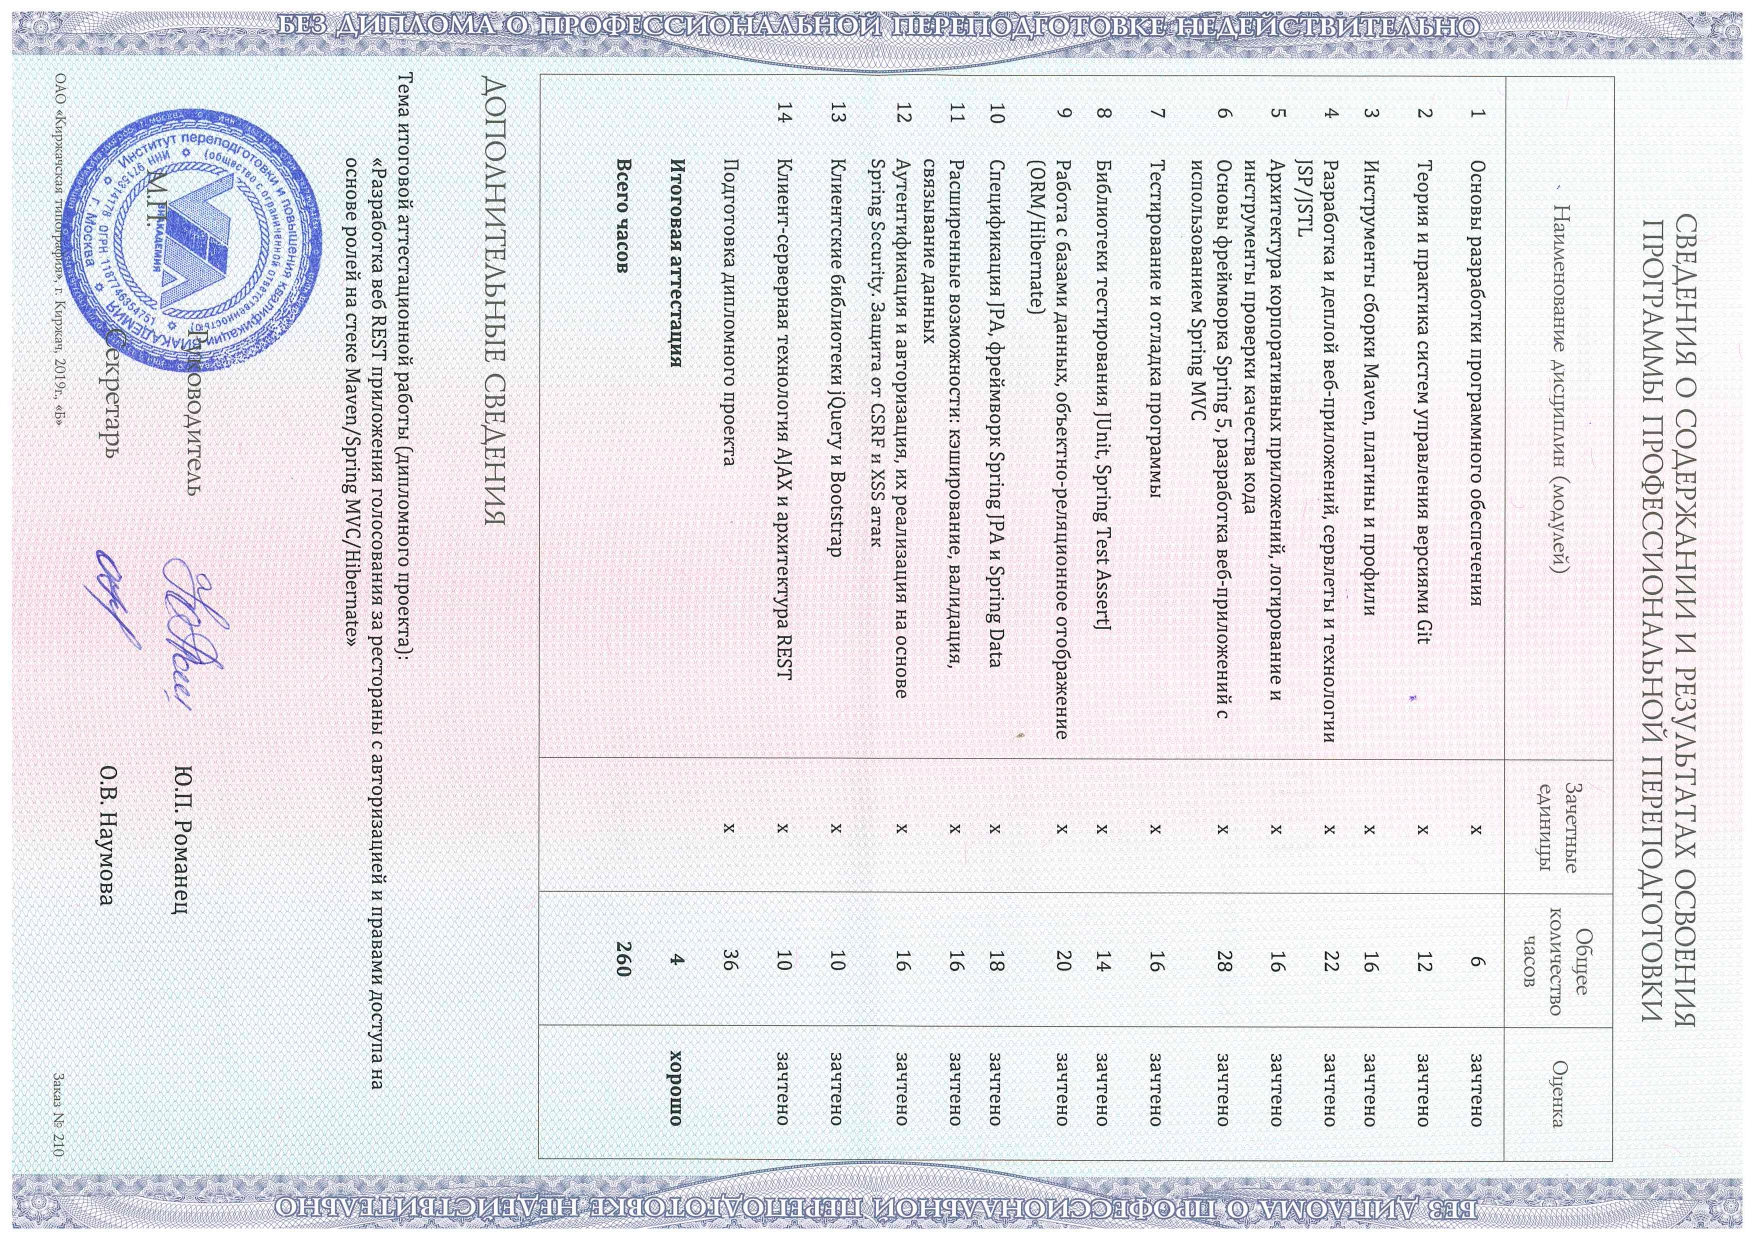 СВЕДЕНИЯ О СОДЕРЖАНИИ И РЕЗУЛЬТАТАХ ОСВОЕНИЯ
ПРОГРАММЫ ПРОФЕССИОНАЛЬНОЙ ПЕРЕПОДГОТОВКИ
Наименование дисциплин (модулей) Зачетные единицы Общее количество часов Оценка
1 Основы разработки программного обеспечения х 6 зачтено
2 Теория и практика систем управления версиями Git х 12 зачтено
3 Инструменты сборки Maven, плагины и профили х 16 зачтено
4 Разработка и деплой веб-приложений, сервлеты и технологии х 22 зачтено
JSP/JSTL
5 Архитектура корпоративных приложений, логирование и х 16 зачтено
инструменты проверки качества кода
6 Основы фреймворка Spring 5, разработка веб-приложений с х 28 зачтено
использованием Spring MVC
7 Тестирование и отладка программы х 16 зачтено
8 Библиотеки тестирования JUnit, Spring Test AssertJ х 14 зачтено
9 Работа с базами данных, объектно-реляционное отображение х 20 зачтено
(ORM/Hibernate)
10 Спецификация JPA, фреймворк Spring JPA и Spring Data х 18 зачтено
11 Расширенные возможности: кэширование, валидация, х 16 зачтено
связывание данных
12 Аутентификация и авторизация, их реализация на основе х 16 зачтено
Spring Security. Защита от CSRF и XSS атак
13 Клиентские библиотеки jQuery и Bootstrap х 10 зачтено
14 Клиент-серверная технология AJAX и архитектура REST х 10 зачтено
Подготовка дипломного проекта х 36
Итоговая аттестация 4 хорошо
Всего часов 260
ДОПОЛНИТЕЛЬНЫЕ СВЕДЕНИЯ
Тема итоговой аттестационной работы (дипломного проекта):
«Разработка веб REST приложения голосования за рестораны с авторизацией и правами доступа на
основе ролей на стеке Maven/Spring MVC/Hibernate»
Руководитель Ю.П. Романец
М.П.
Секретарь О.В. Наумова
Институт переподготовки и повышения квалификации
(общество с ограниченной ответственностью)
ВИАКАДЕМИЯ
ИНН 9715314178 ОГРН 1187746354751
г. Москва
ОАО «Киржачская типография», г. Киржач, 2019г., «Б» Заказ № 210
БЕЗ ДИПЛОМА О ПРОФЕССИОНАЛЬНОЙ ПЕРЕПОДГОТОВКЕ НЕДЕЙСТВИТЕЛЬНО
БЕЗ ДИПЛОМА О ПРОФЕССИОНАЛЬНОЙ ПЕРЕПОДГОТОВКЕ НЕДЕЙСТВИТЕЛЬНО